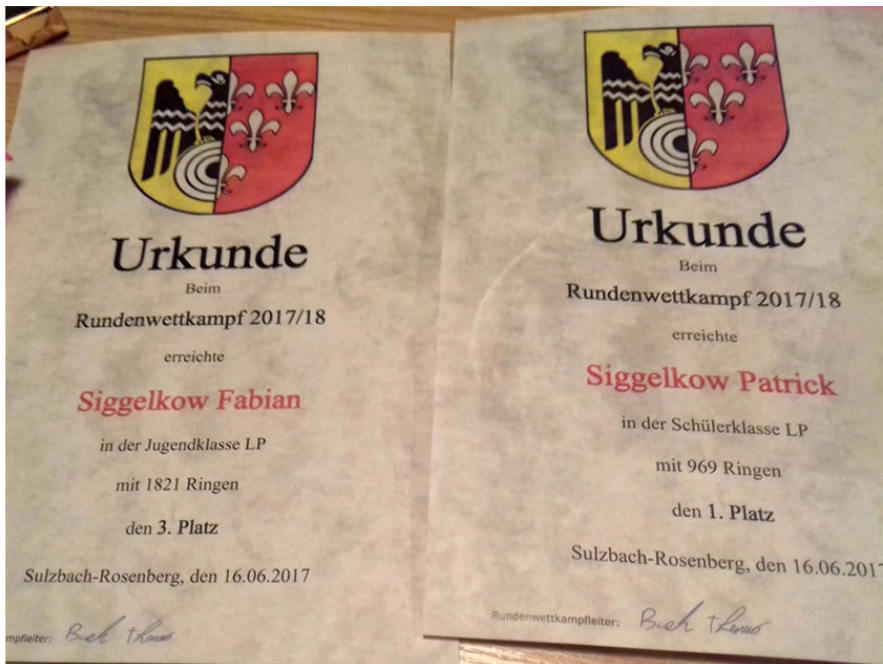 Urkunde
Beim
Rundenwettkampf 2017/18
erreichte
Siggelkow Fabian
in der Jugendklasse LP
mit 1821 Ringen
den 3. Platz
Sulzbach-Rosenberg, den 16.06.2017
mpfleiter:
Urkunde
Beim
Rundenwettkampf 2017/18
erreichte
Siggelkow Patrick
in der Schülerklasse LP
mit 969 Ringen
den 1. Platz
Sulzbach-Rosenberg, den 16.06.2017
Rundenwettkampfleiter: